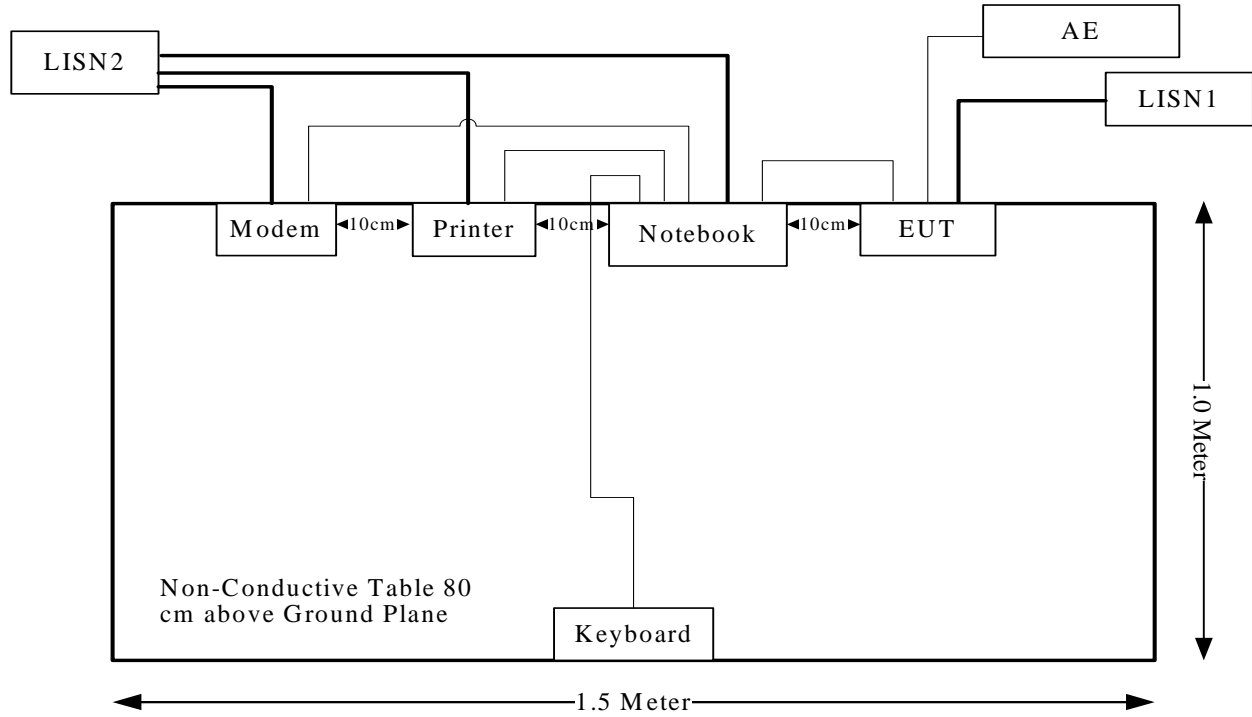 AE
LISN2
LISN1
Modem
10cm
Printer
10cm
Notebook
10cm
EUT
1.0 Meter
Non-Conductive Table 80
cm above Ground Plane
Keyboard
1.5 Meter